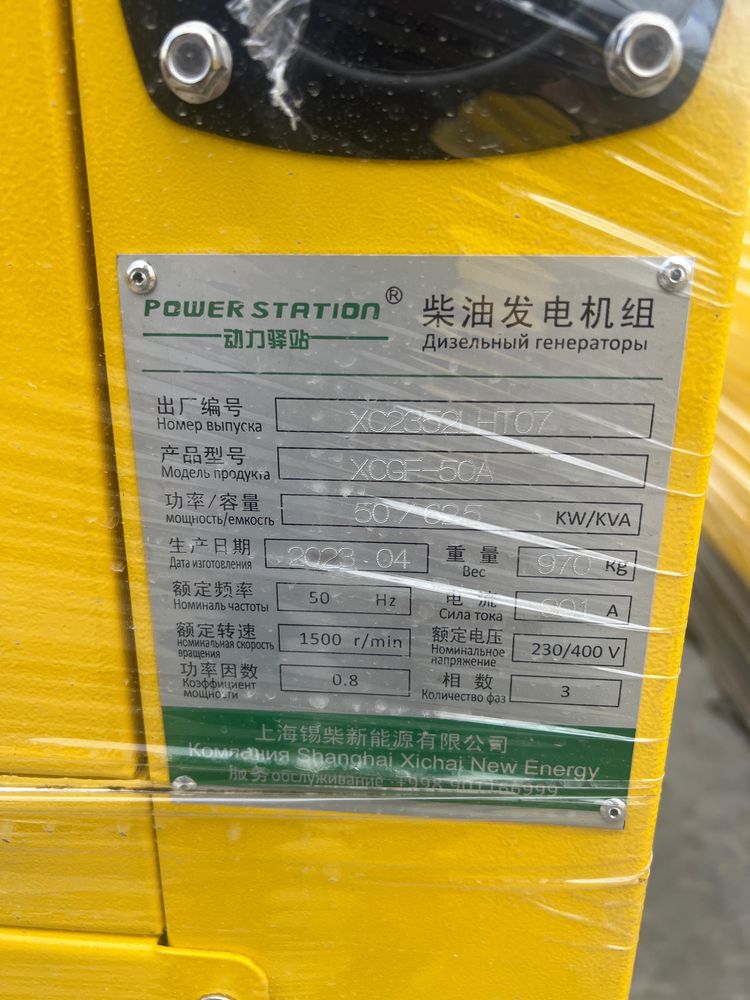 POWER STATION® 柴油发电机组
动力驿站 Дизельный генераторы
出厂编号
Номер выпуска XC2352LHT07
产品型号
Модель продукта XCGF-50A
功率/容量
мощность/емкость 50 / 62.5 KW/KVA
生产日期 2023.04 重量 970 Kg
Дата изготовления Вес
额定频率 50 Hz 电流 A
Номиналь частоты Сила тока
额定转速 1500 r/min 额定电压 230/400 V
номинальная скорость Номинальное
вращения напряжение
功率因数 0.8 相数 3
Коэффициент Количество фаз
мощности
上海锡柴新能源有限公司
Компания Shanghai Xichai New Energy
服务 обслуживание